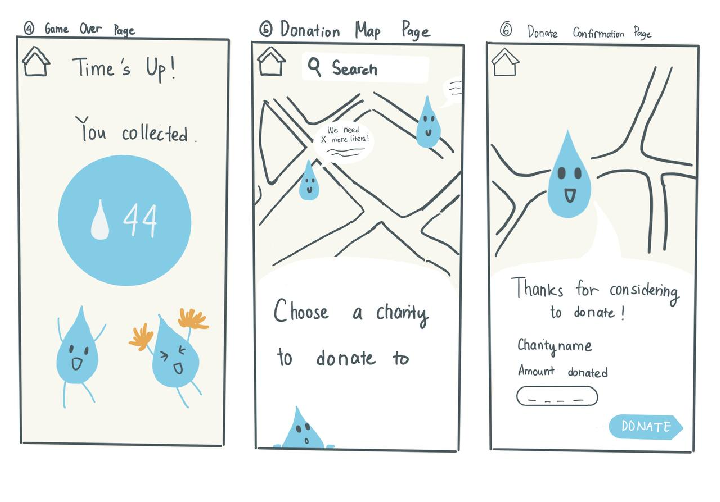 ④ Game Over Page
Time's Up!
You collected.
44
⑤ Donation Map Page
Search
We need
X more liters!
Choose a charity
to donate to
⑥ Donate Confirmation Page
Thanks for considering
to donate!
Charity name
Amount donated
DONATE